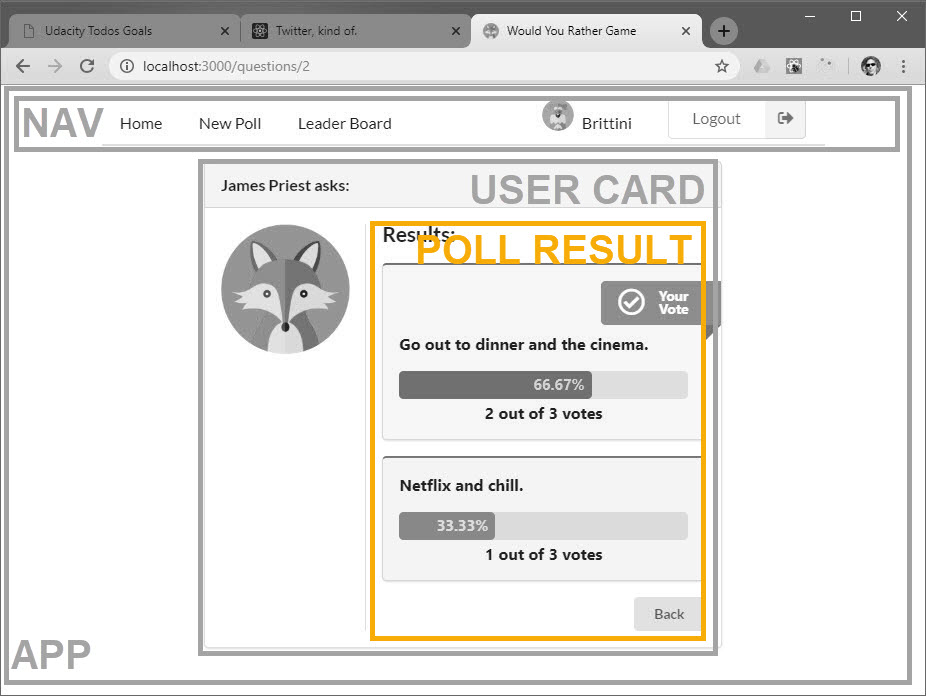 Udacity Todos Goals
Twitter, kind of.
Would You Rather Game
localhost:3000/questions/2
NAV
Home
New Poll
Leader Board
Brittini
Logout
James Priest asks:
USER CARD
Results:
POLL RESULT
Your
Vote
Go out to dinner and the cinema.
66.67%
2 out of 3 votes
Netflix and chill.
33.33%
1 out of 3 votes
Back
APP